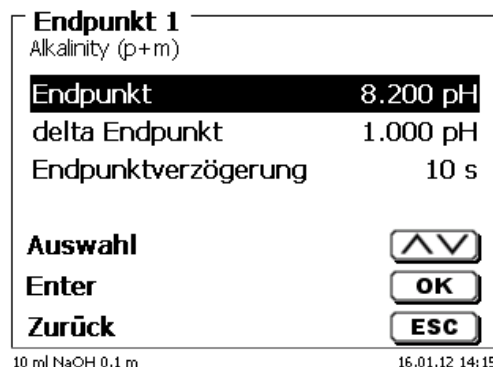 Endpunkt 1
Alkalinity (p+m)
Endpunkt 8.200 pH
delta Endpunkt 1.000 pH
Endpunktverzögerung 10 s
Auswahl
Enter OK
Zurück ESC
10 ml NaOH 0.1 m 16.01.12 14:15